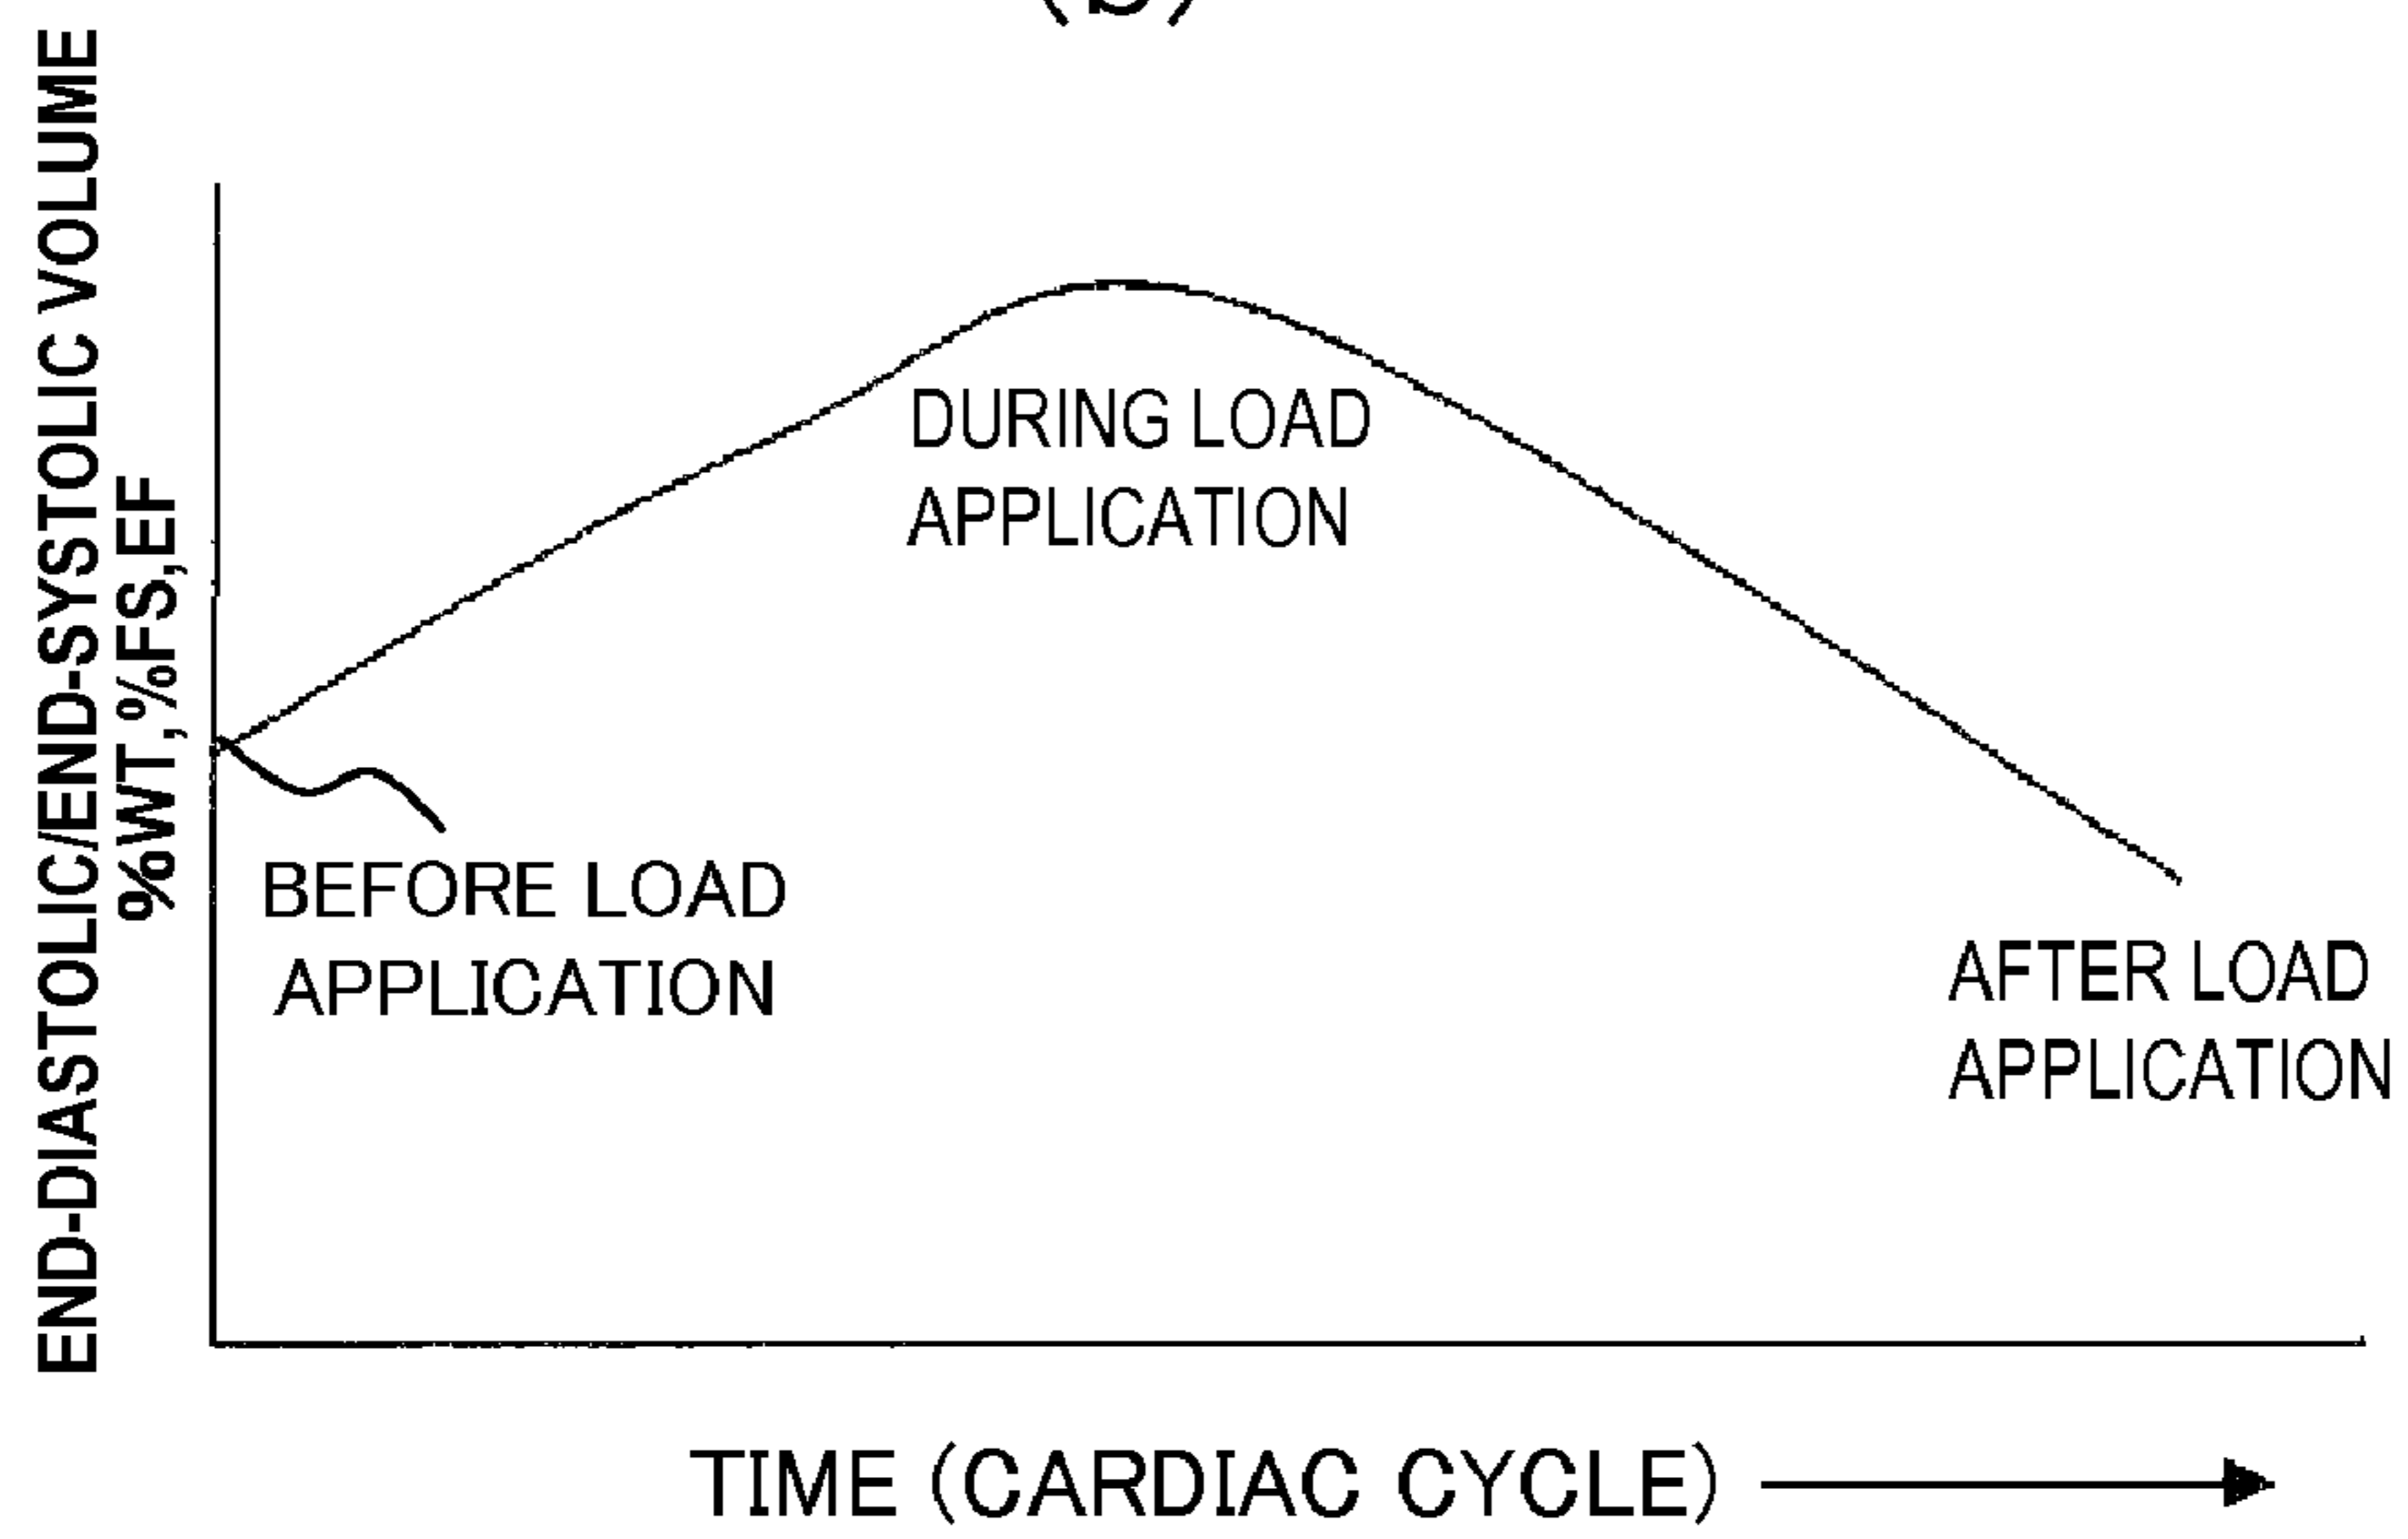 (b)
END-DIASTOLIC/END-SYSTOLIC VOLUME
%WT,%FS,EF
DURING LOAD
APPLICATION
BEFORE LOAD
APPLICATION
AFTER LOAD
APPLICATION
TIME (CARDIAC CYCLE)